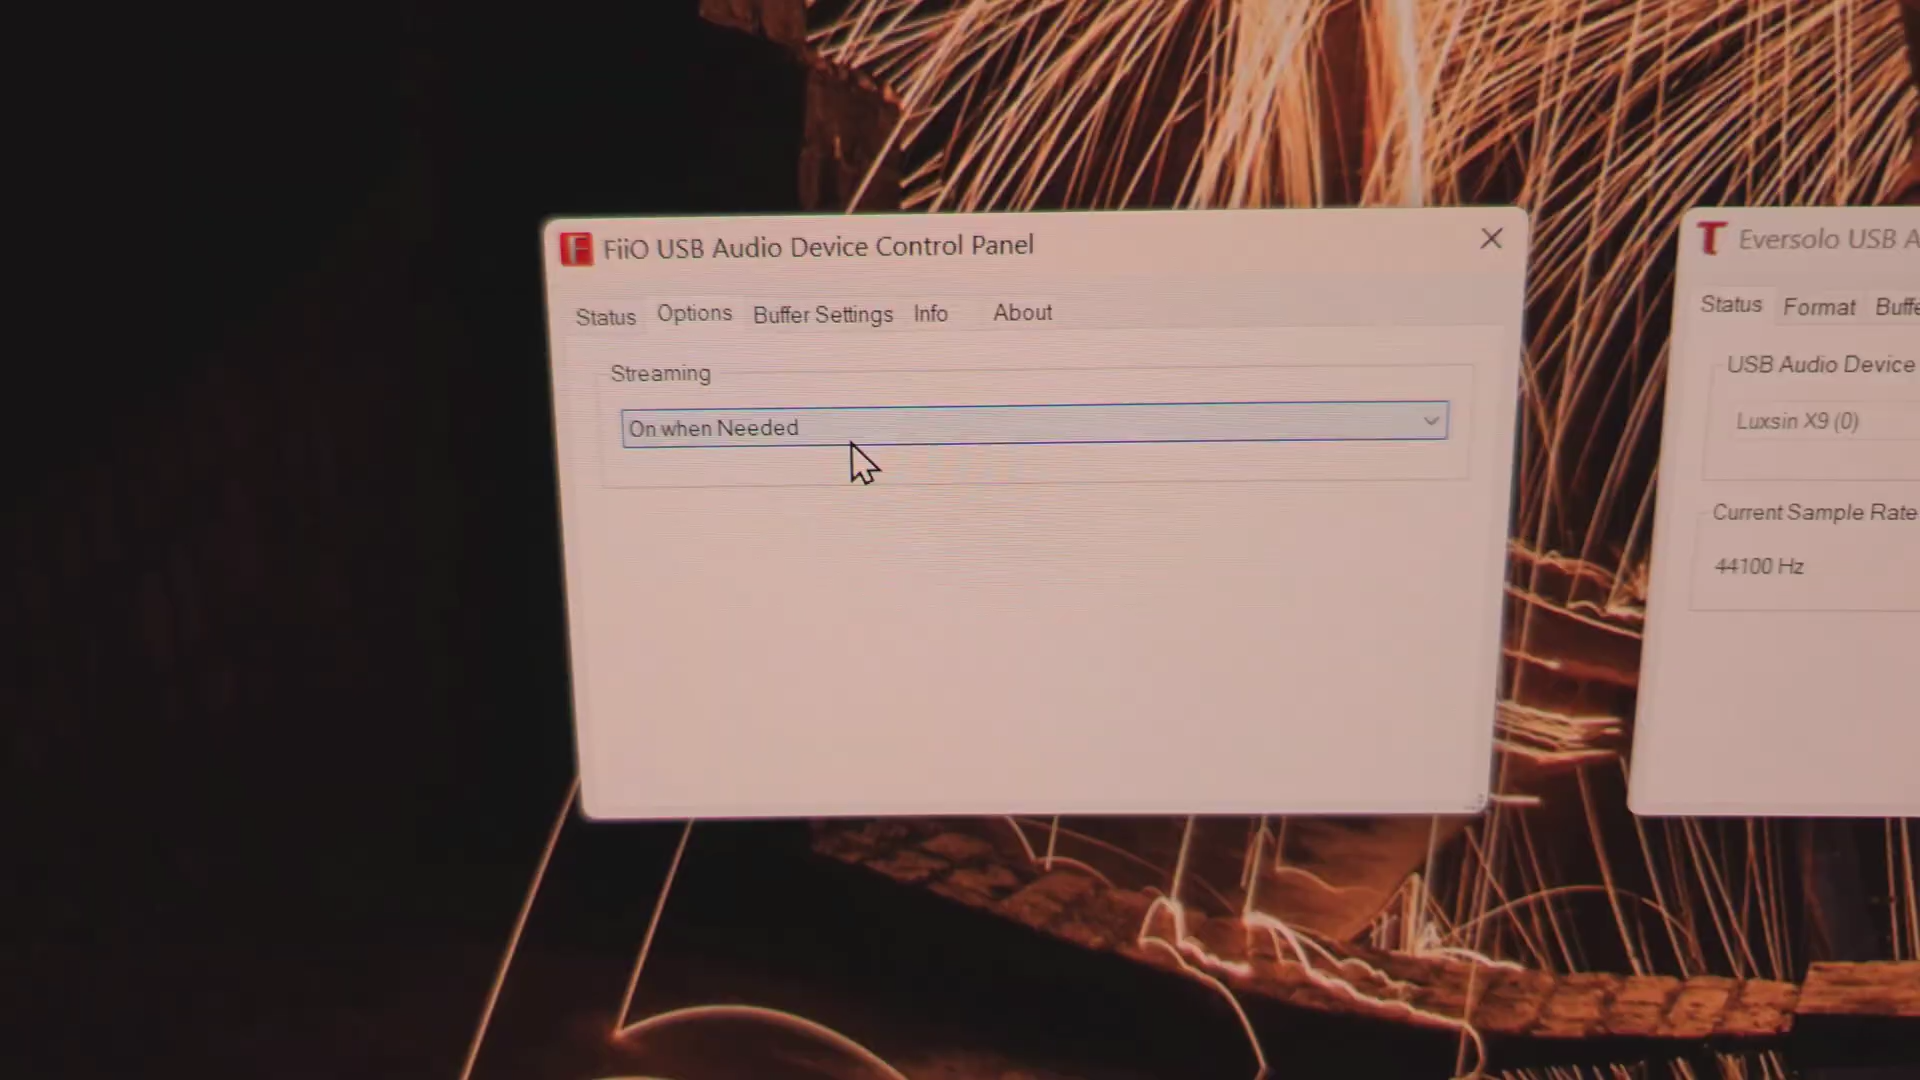 FiiO USB Audio Device Control Panel
Status Options Buffer Settings Info About
Streaming
On when Needed
Eversolo USB A
Status Format Buffe
USB Audio Device
Luxsin X9 (0)
Current Sample Rate
44100 Hz